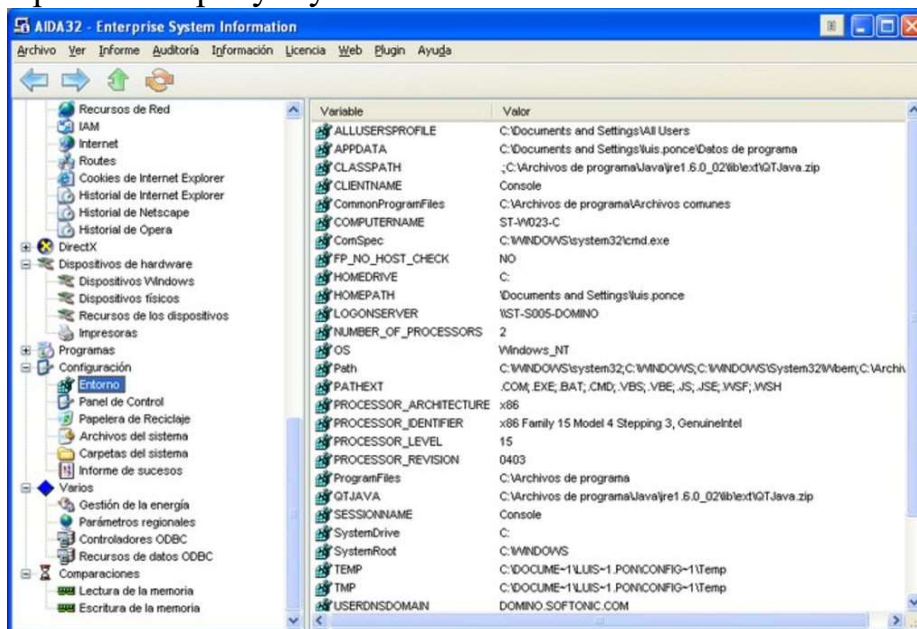 AIDA32 - Enterprise System Information
Archivo Ver Informe Auditoría Información Licencia Web Plugin Ayuda
Recursos de Red
IAM
Internet
Routes
Cookies de Internet Explorer
Historial de Internet Explorer
Historial de Netscape
Historial de Opera
DirectX
Dispositivos de hardware
Dispositivos Windows
Dispositivos físicos
Recursos de los dispositivos
Impresoras
Programas
Configuración
Entorno
Panel de Control
Papelera de Reciclaje
Archivos del sistema
Carpetas del sistema
Informe de sucesos
Varios
Gestión de la energía
Parámetros regionales
Controladores ODBC
Recursos de datos ODBC
Comparaciones
Lectura de la memoria
Escritura de la memoria
Variable Valor
ALLUSERSPROFILE C:\Documents and Settings\All Users
APPDATA C:\Documents and Settings\luis.ponce\Datos de programa
CLASSPATH .;C:\Archivos de programa\Java\jre1.6.0_02\lib\ext\QTJava.zip
CLIENTNAME Console
CommonProgramFiles C:\Archivos de programa\Archivos comunes
COMPUTERNAME ST-W023-C
ComSpec C:\WINDOWS\system32\cmd.exe
FP_NO_HOST_CHECK NO
HOMEDRIVE C:
HOMEPATH \Documents and Settings\luis.ponce
LOGONSERVER \\ST-S005-DOMINO
NUMBER_OF_PROCESSORS 2
OS Windows_NT
Path C:\WINDOWS\system32;C:\WINDOWS;C:\WINDOWS\System32\Wbem;C:\Archiv
PATHEXT .COM;.EXE;.BAT;.CMD;.VBS;.VBE;.JS;.JSE;.WSF;.WSH
PROCESSOR_ARCHITECTURE x86
PROCESSOR_IDENTIFIER x86 Family 15 Model 4 Stepping 3, GenuineIntel
PROCESSOR_LEVEL 15
PROCESSOR_REVISION 0403
ProgramFiles C:\Archivos de programa
QTJAVA C:\Archivos de programa\Java\jre1.6.0_02\lib\ext\QTJava.zip
SESSIONNAME Console
SystemDrive C:
SystemRoot C:\WINDOWS
TEMP C:\DOCUME~1\LUIS~1.PON\CONFIG~1\Temp
TMP C:\DOCUME~1\LUIS~1.PON\CONFIG~1\Temp
USERDNSDOMAIN DOMINO.SOFTONIC.COM